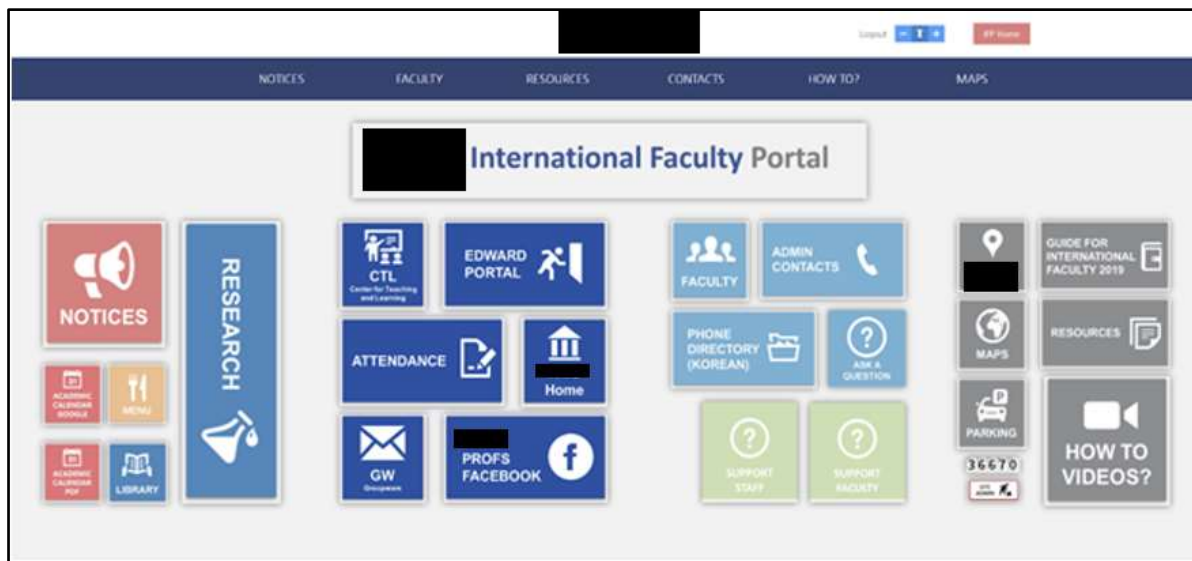 Logout
NOTICES FACULTY RESOURCES CONTACTS HOW TO? MAPS
International Faculty Portal
NOTICES
ACADEMIC
CALENDAR
GOOGLE
MENU
ACADEMIC
CALENDAR
PDF
LIBRARY
RESEARCH
CTL
Center for Teaching
and Learning
EDWARD
PORTAL
ATTENDANCE
Home
GW
Groupware
PROFS
FACEBOOK
FACULTY
ADMIN
CONTACTS
PHONE
DIRECTORY
(KOREAN)
ASK A
QUESTION
SUPPORT
STAFF
SUPPORT
FACULTY
MAPS
PARKING
36670
GUIDE FOR
INTERNATIONAL
FACULTY 2019
RESOURCES
HOW TO
VIDEOS?